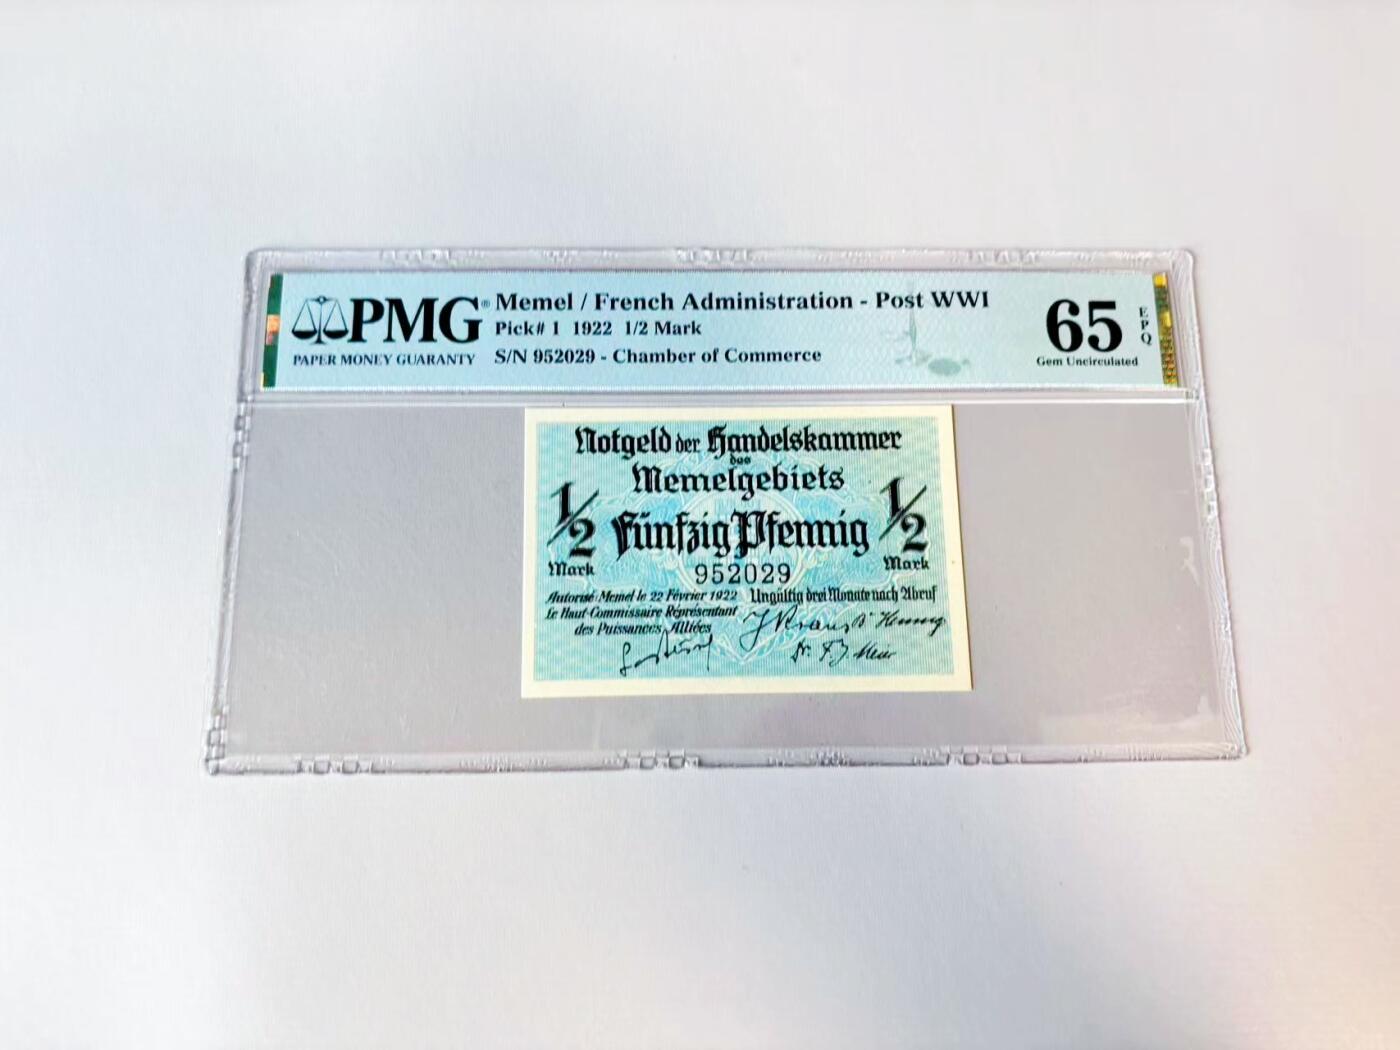 PMG®
PAPER MONEY GUARANTY
Memel / French Administration - Post WWI
Pick# 1 1922 1/2 Mark
S/N 952029 - Chamber of Commerce
65
EPQ
Gem Uncirculated
Notgeld der Handelskammer
des
Memelgebiets
1/2 Fünfzig Pfennig 1/2
Mark 952029 Mark
Autorisé: Memel le 22 Février 1922 Ungültig drei Monate nach Abruf
Le Haut-Commissaire Représentant
des Puissances Alliées